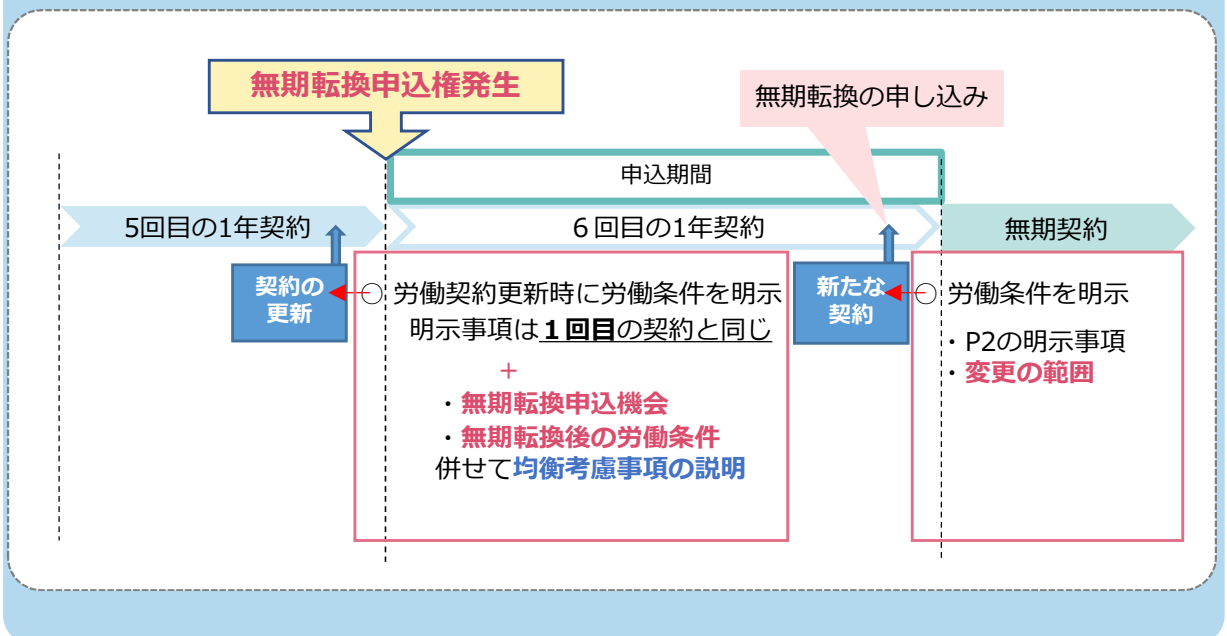 無期転換申込権発生
無期転換の申し込み
申込期間
5回目の1年契約
６回目の1年契約
無期契約
契約の
更新
○ 労働契約更新時に労働条件を明示
明示事項は１回目の契約と同じ
＋
・無期転換申込機会
・無期転換後の労働条件
併せて均衡考慮事項の説明
新たな
契約
○ 労働条件を明示
・P2の明示事項
・変更の範囲